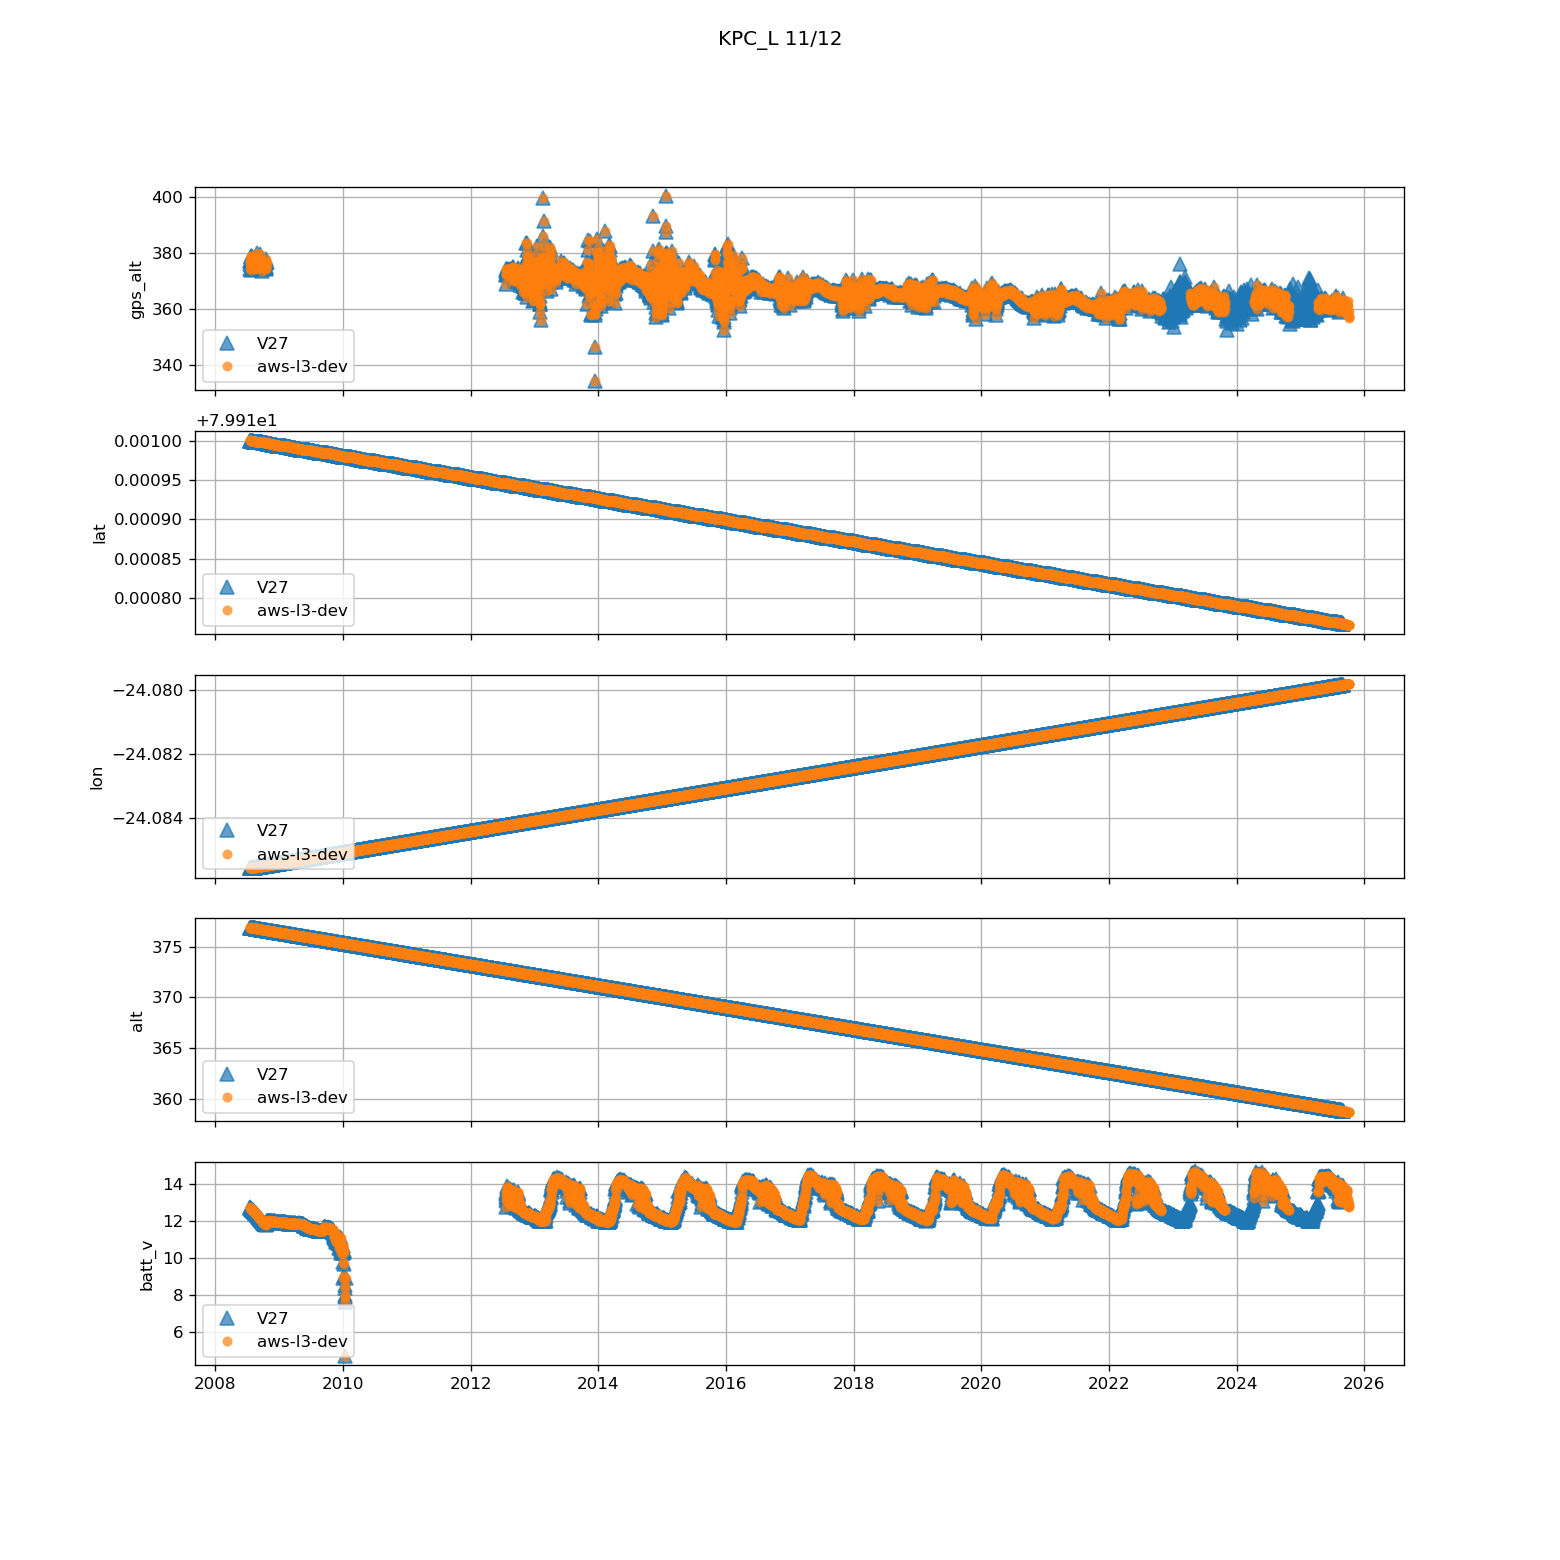 KPC_L 11/12
400
380
360
340
gps_alt
V27
aws-l3-dev
+7.991e1
0.00100
0.00095
0.00090
0.00085
0.00080
lat
V27
aws-l3-dev
−24.080
−24.082
−24.084
lon
V27
aws-l3-dev
375
370
365
360
alt
V27
aws-l3-dev
14
12
10
8
6
batt_v
V27
aws-l3-dev
2008 2010 2012 2014 2016 2018 2020 2022 2024 2026